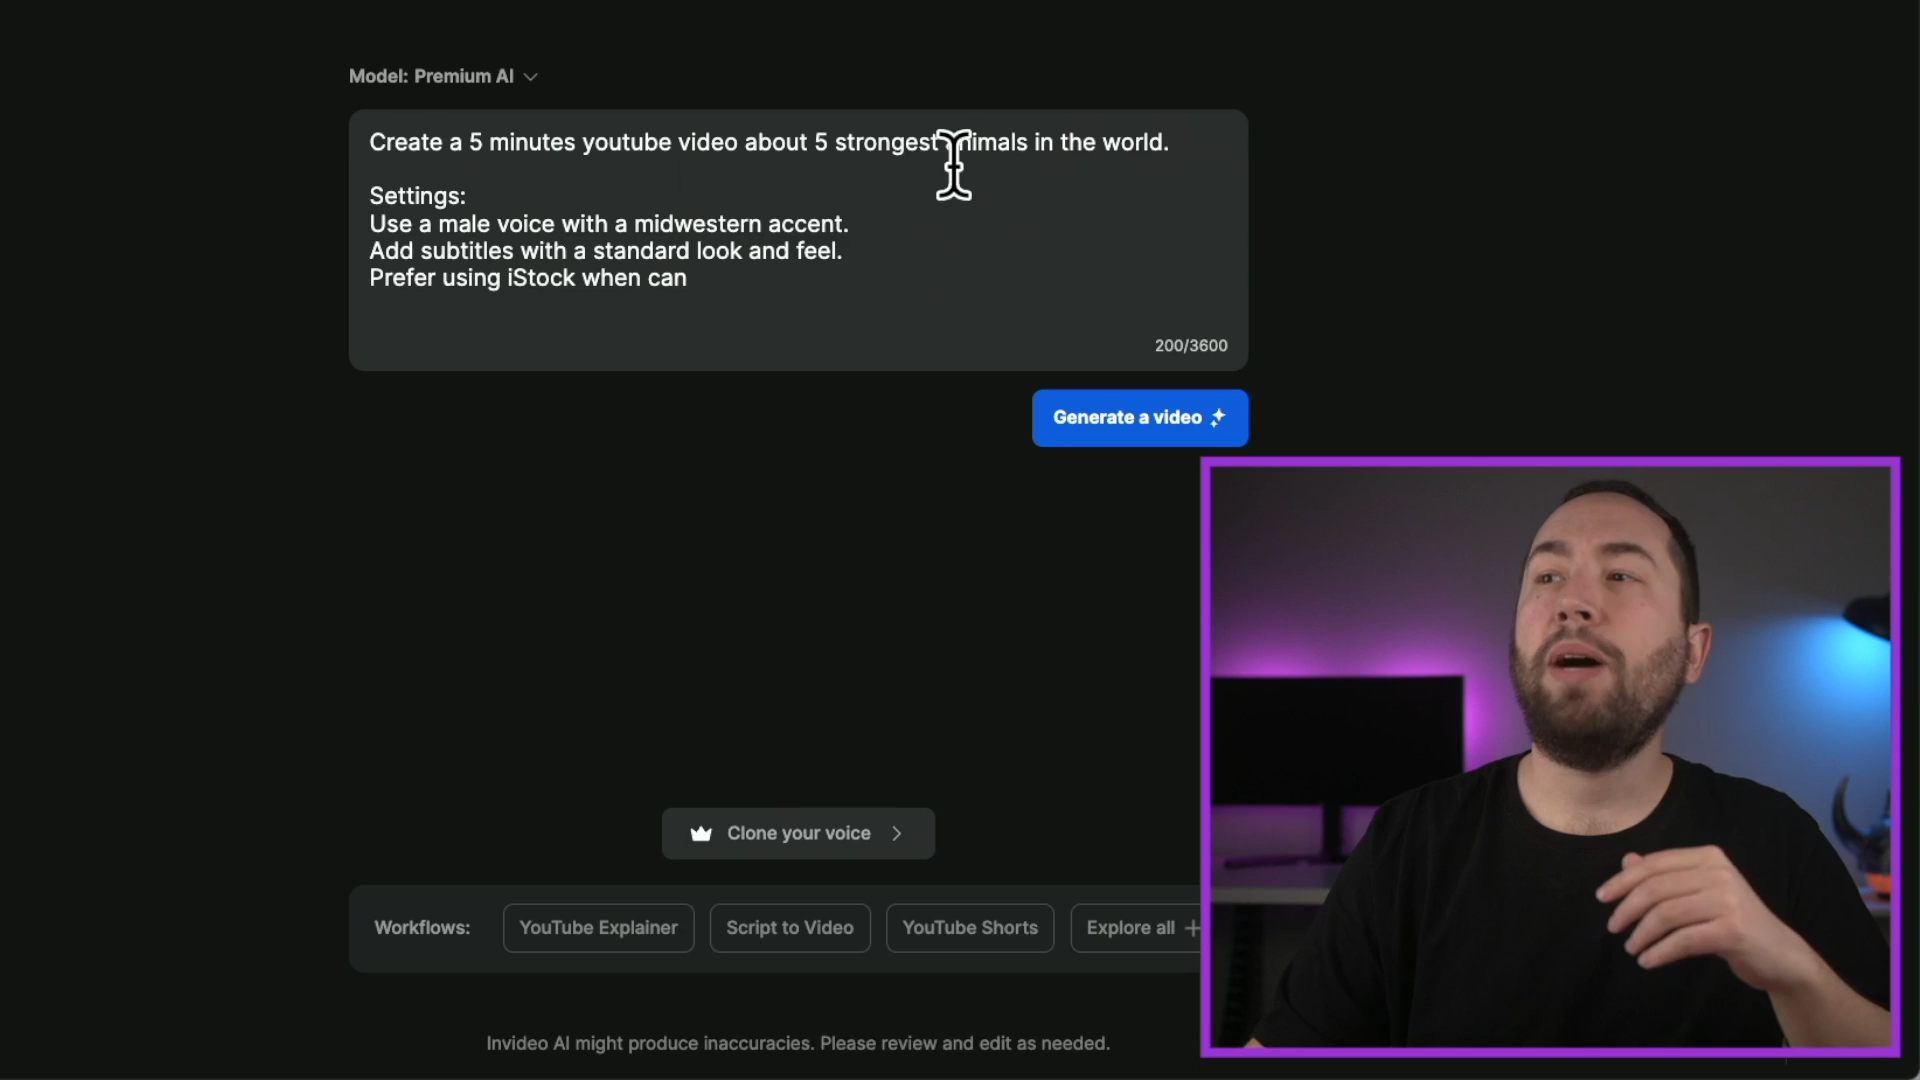 Model: Premium AI
Create a 5 minutes youtube video about 5 strongest animals in the world.
Settings:
Use a male voice with a midwestern accent.
Add subtitles with a standard look and feel.
Prefer using iStock when can
200/3600
Generate a video
Clone your voice
Workflows: YouTube Explainer Script to Video YouTube Shorts Explore all +
Invideo AI might produce inaccuracies. Please review and edit as needed.